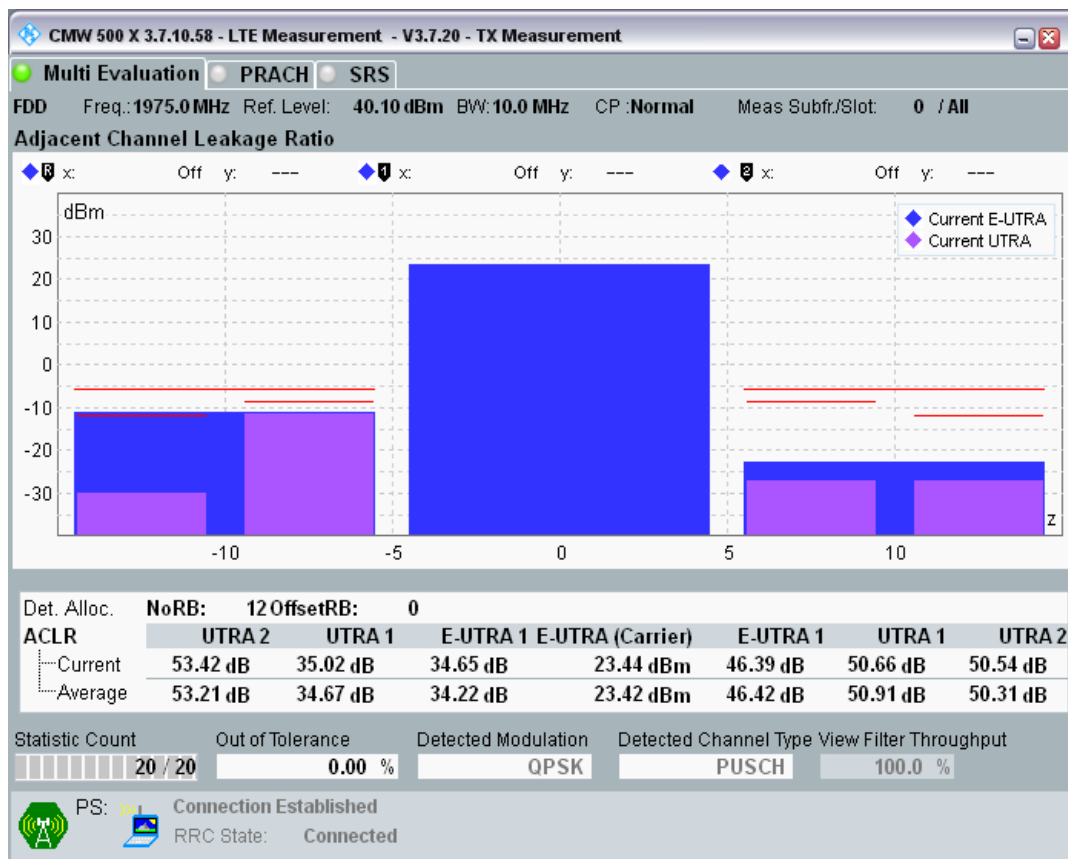 CMW 500 X 3.7.10.58 - LTE Measurement - V3.7.20 - TX Measurement
Multi Evaluation PRACH SRS
FDD Freq.:1975.0 MHz Ref. Level: 40.10 dBm BW: 10.0 MHz CP :Normal Meas Subfr./Slot: 0 / All
Adjacent Channel Leakage Ratio
R x: Off y: --- 1 x: Off y: --- 2 x: Off y: ---
dBm
Current E-UTRA
Current UTRA
30
20
10
0
-10
-20
-30
z
-10 -5 0 5 10
Det. Alloc. NoRB: 12 OffsetRB: 0
ACLR UTRA 2 UTRA 1 E-UTRA 1 E-UTRA (Carrier) E-UTRA 1 UTRA 1 UTRA 2
Current 53.42 dB 35.02 dB 34.65 dB 23.44 dBm 46.39 dB 50.66 dB 50.54 dB
Average 53.21 dB 34.67 dB 34.22 dB 23.42 dBm 46.42 dB 50.91 dB 50.31 dB
Statistic Count Out of Tolerance Detected Modulation Detected Channel Type View Filter Throughput
20 / 20 0.00 % QPSK PUSCH 100.0 %
PS: Connection Established
RRC State: Connected